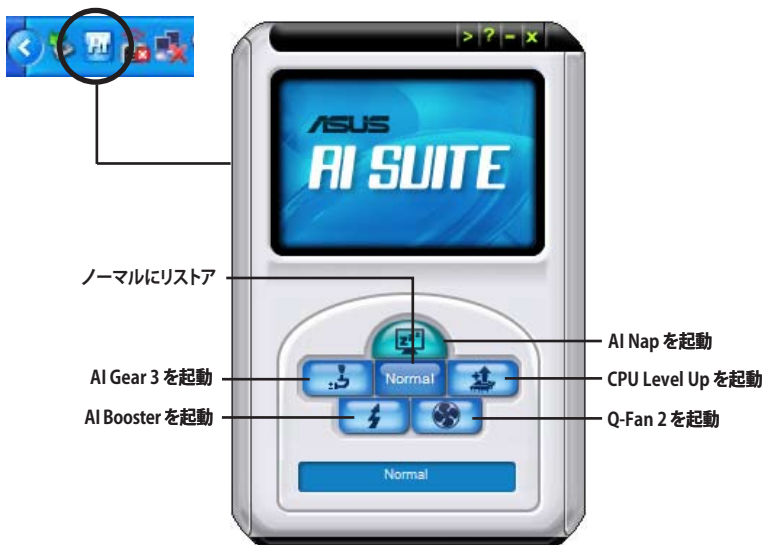 > ? - x
ASUS
AI SUITE
ノーマルにリストア
AI Nap を起動
AI Gear 3 を起動
Normal
CPU Level Up を起動
AI Booster を起動
Q-Fan 2 を起動
Normal